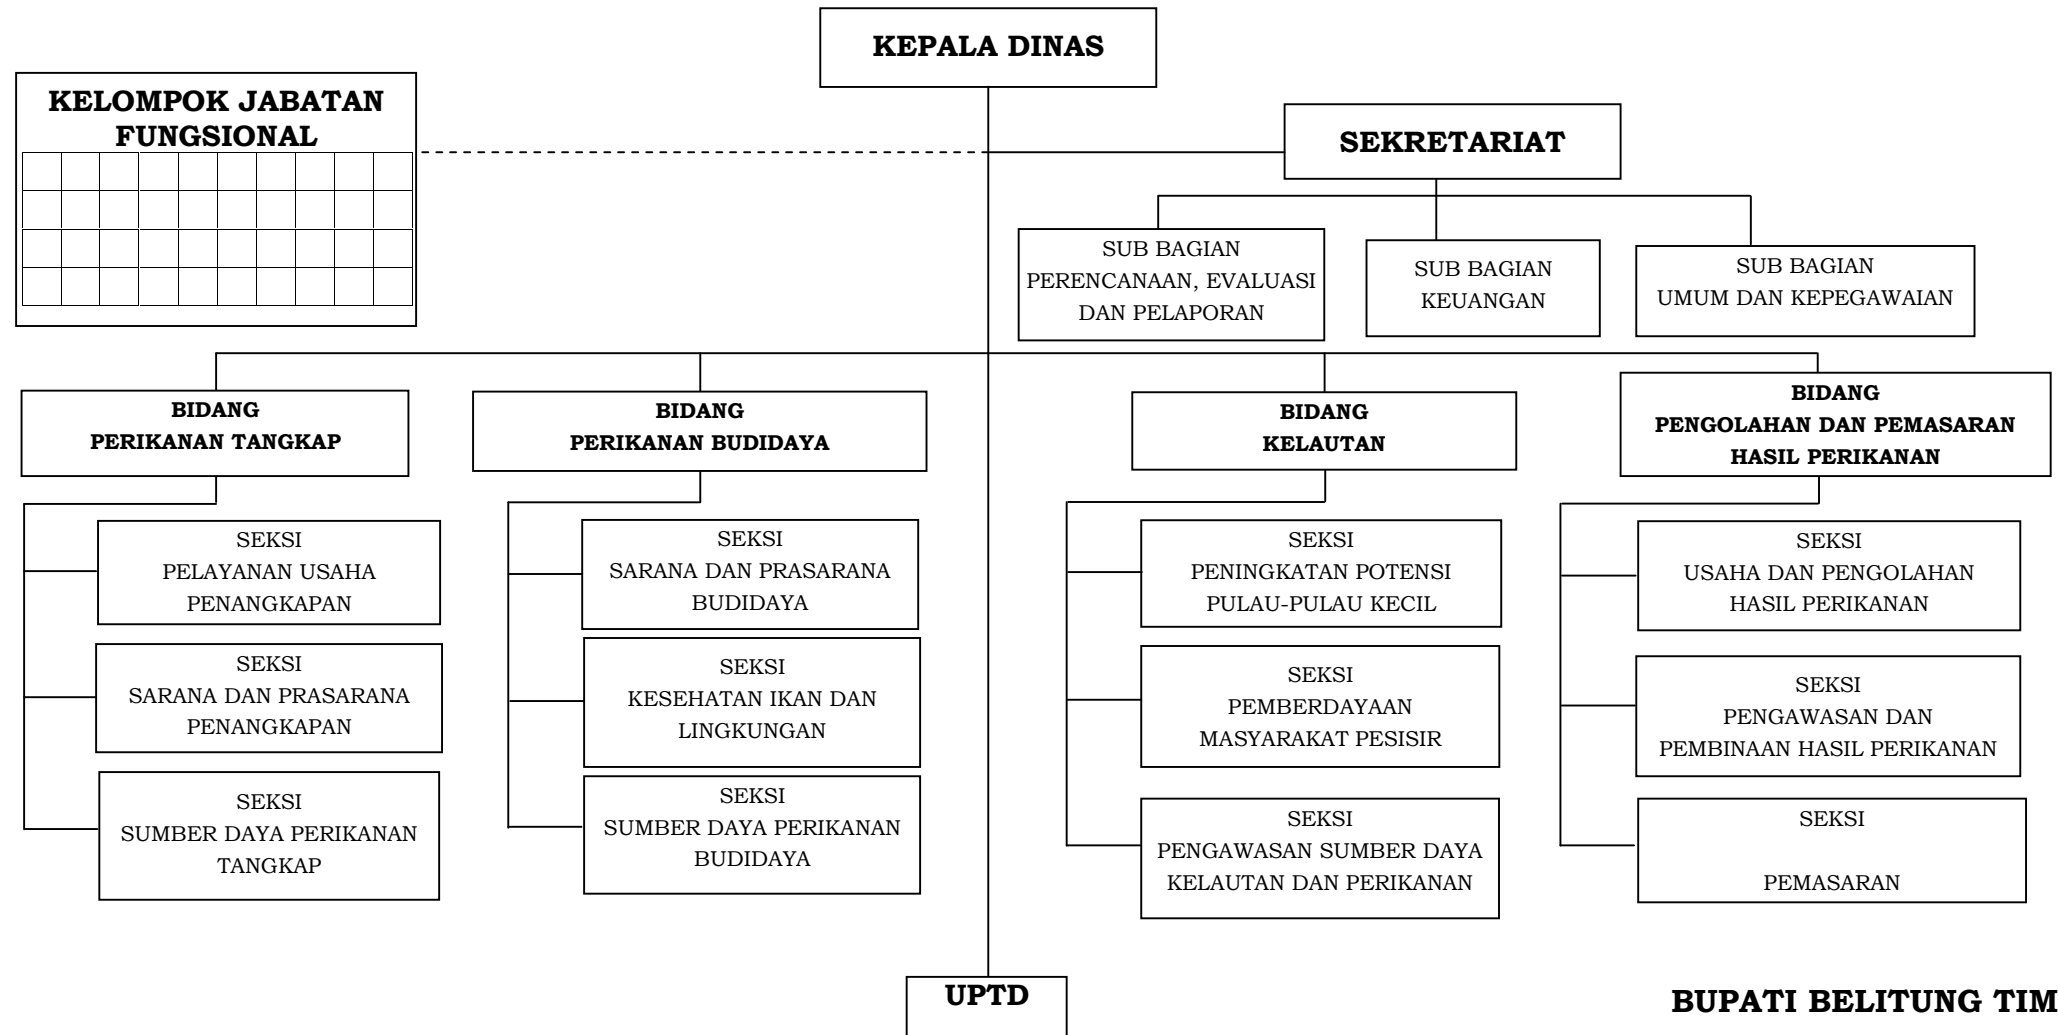 KEPALA DINAS
KELOMPOK JABATAN
FUNGSIONAL
SEKRETARIAT
SUB BAGIAN
PERENCANAAN, EVALUASI
DAN PELAPORAN
SUB BAGIAN
KEUANGAN
SUB BAGIAN
UMUM DAN KEPEGAWAIAN
BIDANG
PERIKANAN TANGKAP
BIDANG
PERIKANAN BUDIDAYA
BIDANG
KELAUTAN
BIDANG
PENGOLAHAN DAN PEMASARAN
HASIL PERIKANAN
SEKSI
PELAYANAN USAHA
PENANGKAPAN
SEKSI
SARANA DAN PRASARANA
PENANGKAPAN
SEKSI
SUMBER DAYA PERIKANAN
TANGKAP
SEKSI
SARANA DAN PRASARANA
BUDIDAYA
SEKSI
KESEHATAN IKAN DAN
LINGKUNGAN
SEKSI
SUMBER DAYA PERIKANAN
BUDIDAYA
SEKSI
PENINGKATAN POTENSI
PULAU-PULAU KECIL
SEKSI
PEMBERDAYAAN
MASYARAKAT PESISIR
SEKSI
PENGAWASAN SUMBER DAYA
KELAUTAN DAN PERIKANAN
SEKSI
USAHA DAN PENGOLAHAN
HASIL PERIKANAN
SEKSI
PENGAWASAN DAN
PEMBINAAN HASIL PERIKANAN
SEKSI
PEMASARAN
UPTD
BUPATI BELITUNG TIM